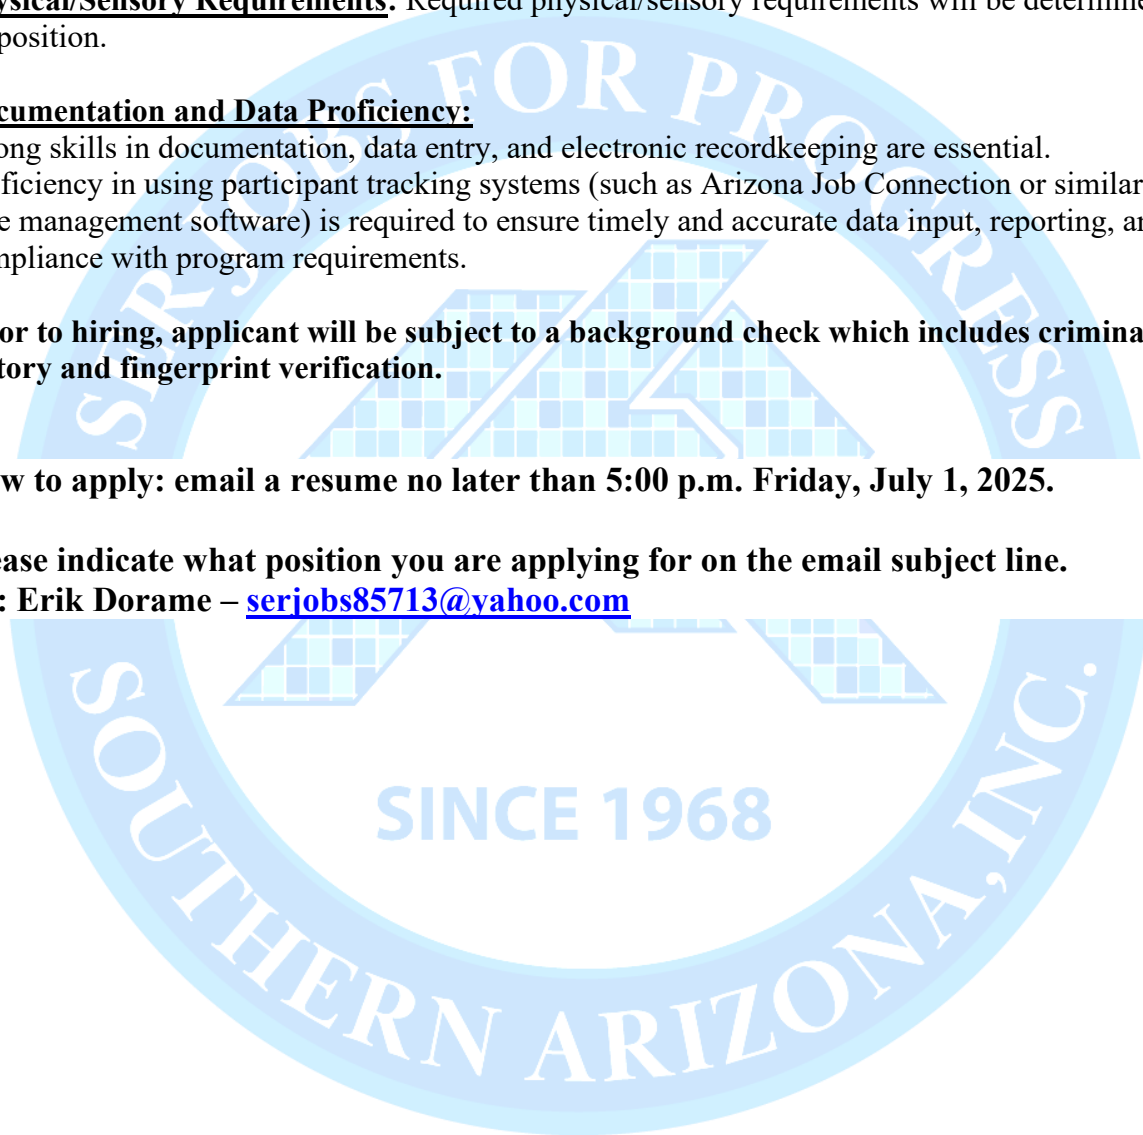 ysical/Sensory Requirements: Required physical/sensory requirements will be determine
position.
cumentation and Data Proficiency:
ong skills in documentation, data entry, and electronic recordkeeping are essential.
ficiency in using participant tracking systems (such as Arizona Job Connection or similar
e management software) is required to ensure timely and accurate data input, reporting, an
mpliance with program requirements.
or to hiring, applicant will be subject to a background check which includes crimina
tory and fingerprint verification.
w to apply: email a resume no later than 5:00 p.m. Friday, July 1, 2025.
ease indicate what position you are applying for on the email subject line.
: Erik Dorame – serjobs85713@yahoo.com
SER JOBS FOR PROGRESS
SINCE 1968
SOUTHERN ARIZONA, INC.